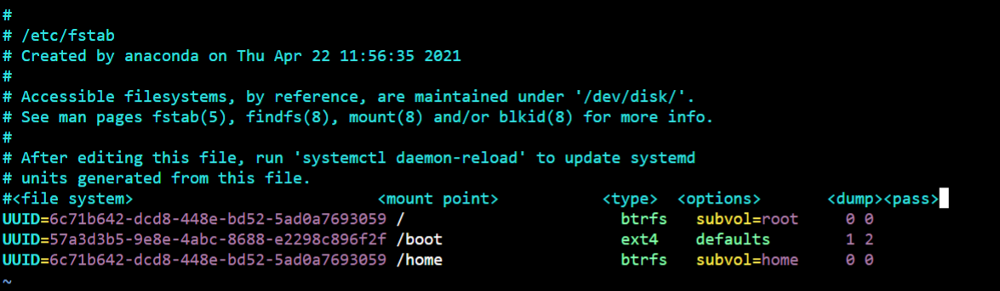 #
# /etc/fstab
# Created by anaconda on Thu Apr 22 11:56:35 2021
#
# Accessible filesystems, by reference, are maintained under '/dev/disk/'.
# See man pages fstab(5), findfs(8), mount(8) and/or blkid(8) for more info.
#
# After editing this file, run 'systemctl daemon-reload' to update systemd
# units generated from this file.
#<file system> <mount point> <type> <options> <dump><pass>
UUID=6c71b642-dcd8-448e-bd52-5ad0a7693059 / btrfs subvol=root 0 0
UUID=57a3d3b5-9e8e-4abc-8688-e2298c896f2f /boot ext4 defaults 1 2
UUID=6c71b642-dcd8-448e-bd52-5ad0a7693059 /home btrfs subvol=home 0 0
~